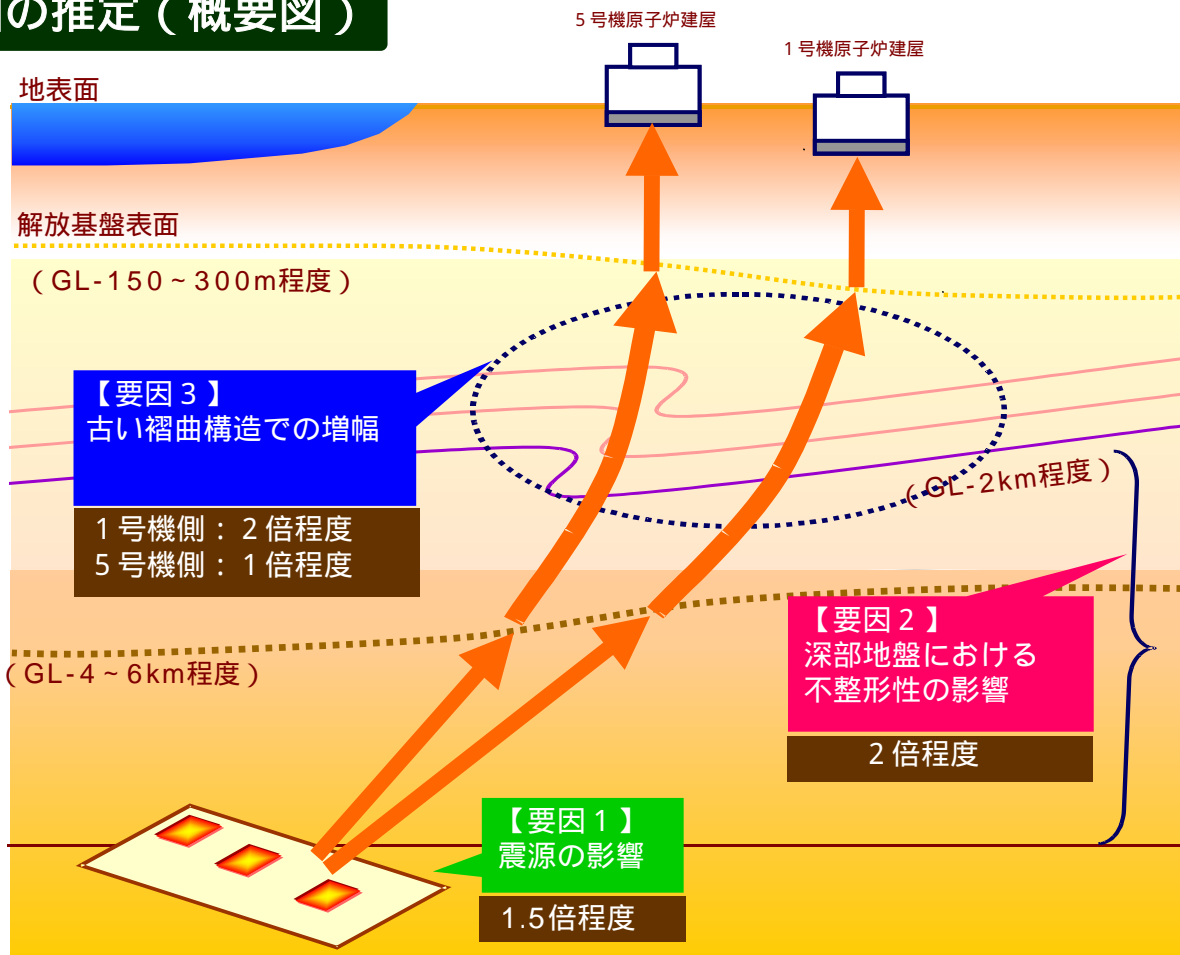 の推定（概要図）
5号機原子炉建屋
1号機原子炉建屋
地表面
解放基盤表面
（GL-150～300m程度）
【要因3】
古い褶曲構造での増幅
1号機側：2倍程度
5号機側：1倍程度
（GL-2km程度）
【要因2】
深部地盤における
不整形性の影響
2倍程度
（GL-4～6km程度）
【要因1】
震源の影響
1.5倍程度